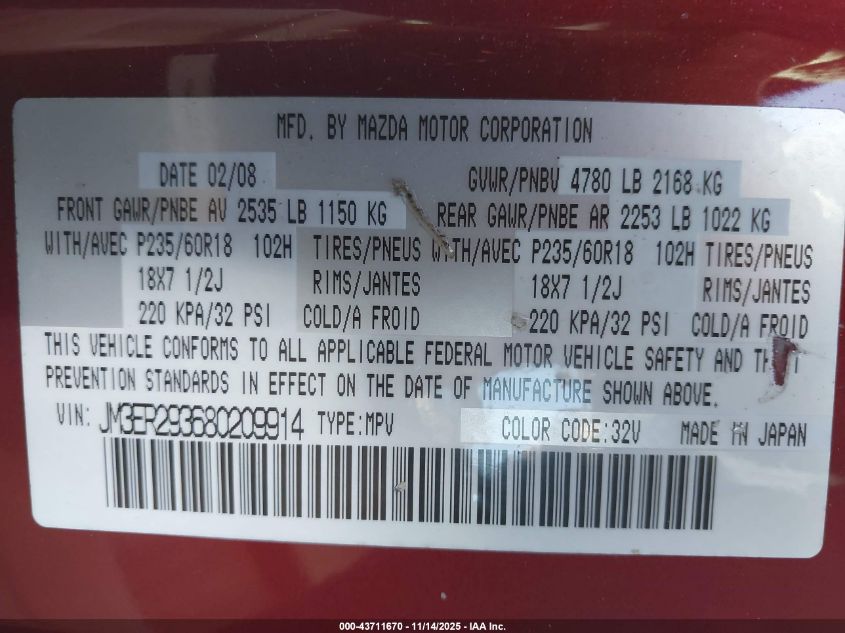 MFD. BY MAZDA MOTOR CORPORATION
DATE 02/08 GVWR/PNBV 4780 LB 2168 KG
FRONT GAWR/PNBE AV 2535 LB 1150 KG REAR GAWR/PNBE AR 2253 LB 1022 KG
WITH/AVEC P235/60R18 102H TIRES/PNEUS WITH/AVEC P235/60R18 102H TIRES/PNEUS
18X7 1/2J RIMS/JANTES 18X7 1/2J RIMS/JANTES
220 KPA/32 PSI COLD/A FROID 220 KPA/32 PSI COLD/A FROID
THIS VEHICLE CONFORMS TO ALL APPLICABLE FEDERAL MOTOR VEHICLE SAFETY AND THEFT
PREVENTION STANDARDS IN EFFECT ON THE DATE OF MANUFACTURE SHOWN ABOVE.
VIN: JM3ER293680209914 TYPE:MPV COLOR CODE:32V MADE IN JAPAN
000-43711670 - 11/14/2025 - IAA Inc.